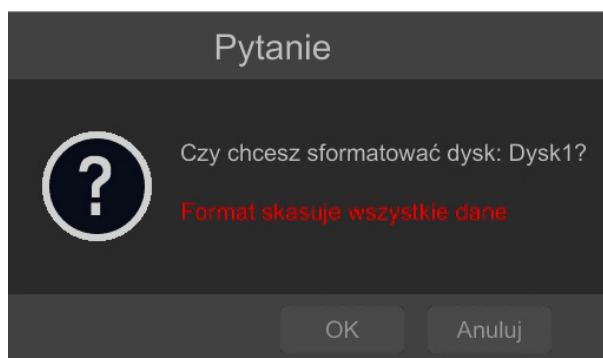 Pytanie
?
Czy chcesz sformatować dysk: Dysk1?
Format skasuje wszystkie dane
OK
Anuluj